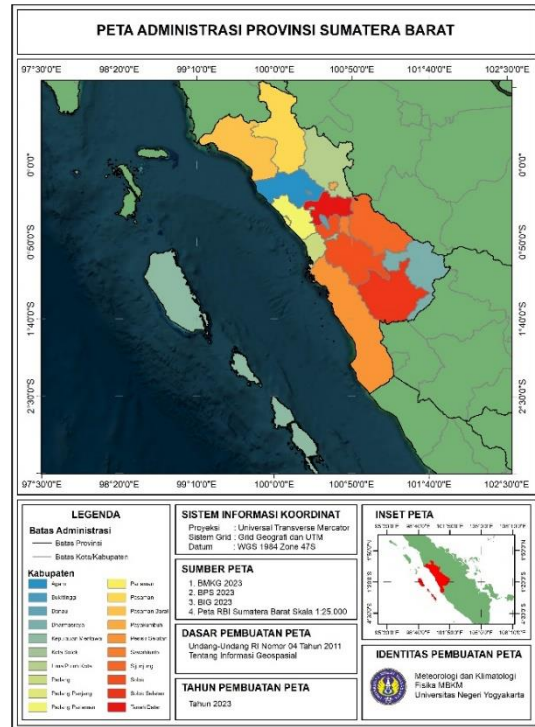 PETA ADMINISTRASI PROVINSI SUMATERA BARAT
97°30'0"E 98°20'0"E 99°10'0"E 100°0'0"E 100°50'0"E 101°40'0"E 102°30'0"E
0°0'0"
0°50'0"S
1°40'0"S
2°30'0"S
0°0'0"
0°50'0"S
1°40'0"S
2°30'0"S
97°30'0"E 98°20'0"E 99°10'0"E 100°0'0"E 100°50'0"E 101°40'0"E 102°30'0"E
LEGENDA
Batas Administrasi
Batas Provinsi
Batas Kota/Kabupaten
Kabupaten
Agam
Bukittinggi
Danau
Dharmasraya
Kepulauan Mentawai
Kota Solok
Lima Puluh Kota
Padang
Padang Panjang
Padang Pariaman
Pariaman
Pasaman
Pasaman Barat
Payakumbuh
Pesisir Selatan
Sawahlunto
Sijunjung
Solok
Solok Selatan
Tanah Datar
SISTEM INFORMASI KOORDINAT
Proyeksi : Universal Transverse Mercator
Sistem Grid : Grid Geografi dan UTM
Datum : WGS 1984 Zone 47S
SUMBER PETA
1. BMKG 2023
2. BPS 2023
3. BIG 2023
4. Peta RBI Sumatera Barat Skala 1:25.000
DASAR PEMBUATAN PETA
Undang-Undang RI Nomor 04 Tahun 2011
Tentang Informasi Geospasial
TAHUN PEMBUATAN PETA
Tahun 2023
INSET PETA
IDENTITAS PEMBUATAN PETA
Meteorologi dan Klimatologi
Fisika MBKM
Universitas Negeri Yogyakarta